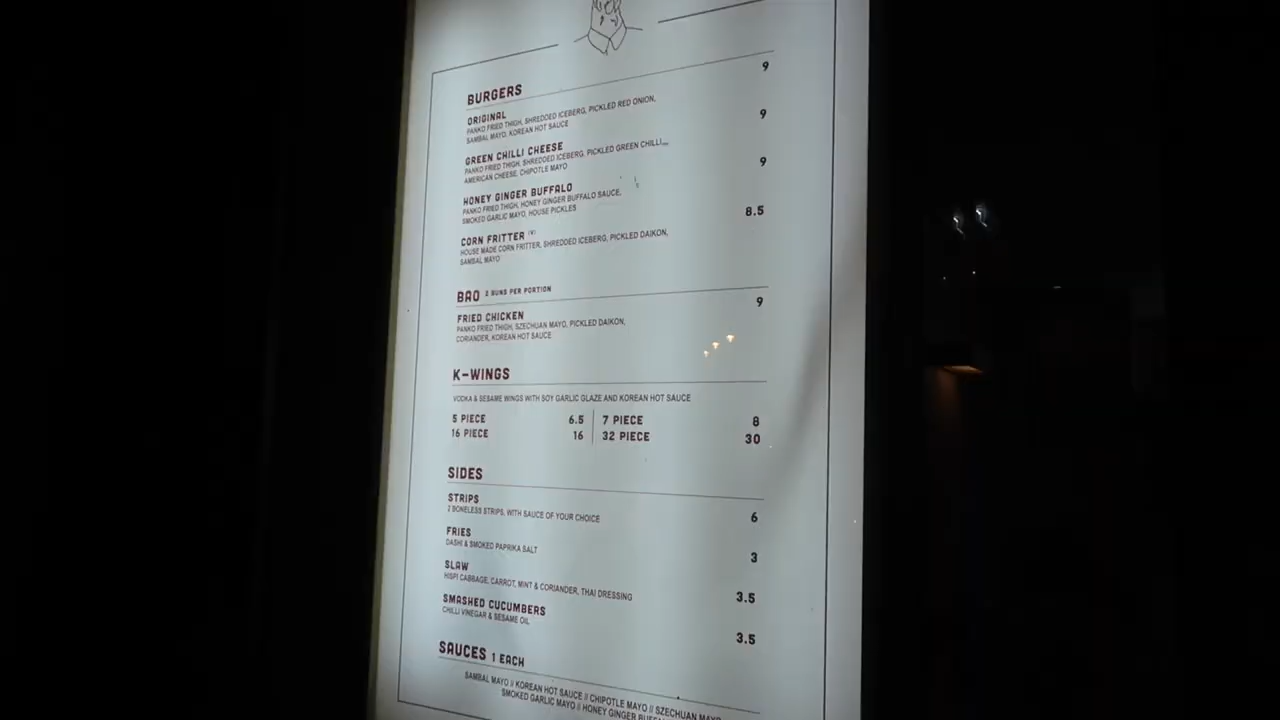 BURGERS
ORIGINAL 9
PANKO FRIED THIGH, SHREDDED ICEBERG, PICKLED RED ONION,
SAMBAL MAYO, KOREAN HOT SAUCE
GREEN CHILLI CHEESE 9
PANKO FRIED THIGH, SHREDDED ICEBERG, PICKLED GREEN CHILLI,
AMERICAN CHEESE, CHIPOTLE MAYO
HONEY GINGER BUFFALO 9
PANKO FRIED THIGH, HONEY GINGER BUFFALO SAUCE,
SMOKED GARLIC MAYO, HOUSE PICKLES
CORN FRITTER (V) 8.5
HOUSE MADE CORN FRITTER, SHREDDED ICEBERG, PICKLED DAIKON,
SAMBAL MAYO
BAO 2 BUNS PER PORTION
FRIED CHICKEN 9
PANKO FRIED THIGH, SZECHUAN MAYO, PICKLED DAIKON,
CORIANDER, KOREAN HOT SAUCE
K-WINGS
VODKA & SESAME WINGS WITH SOY GARLIC GLAZE AND KOREAN HOT SAUCE
5 PIECE 6.5 7 PIECE 8
16 PIECE 16 32 PIECE 30
SIDES
STRIPS 6
2 BONELESS STRIPS, WITH SAUCE OF YOUR CHOICE
FRIES 3
DASHI & SMOKED PAPRIKA SALT
SLAW 3.5
HISPI CABBAGE, CARROT, MINT & CORIANDER, THAI DRESSING
SMASHED CUCUMBERS 3.5
CHILLI VINEGAR & SESAME OIL
SAUCES 1 EACH
SAMBAL MAYO // KOREAN HOT SAUCE // CHIPOTLE MAYO // SZECHUAN MAYO
SMOKED GARLIC MAYO // HONEY GINGER